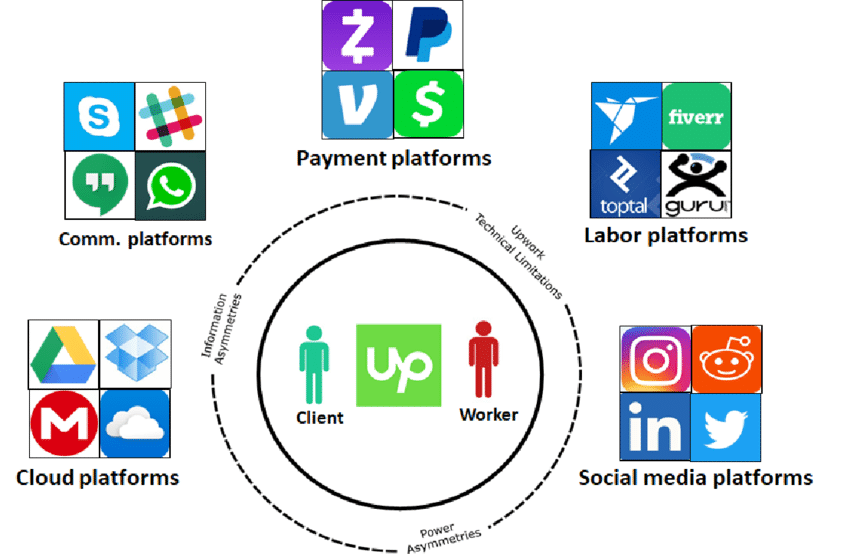 Payment platforms
fiverr
toptal
guru
Comm. platforms
Labor platforms
Upwork
Technical Limitations
Information
Asymmetries
up
Client
Worker
in
Cloud platforms
Social media platforms
Power
Asymmetries